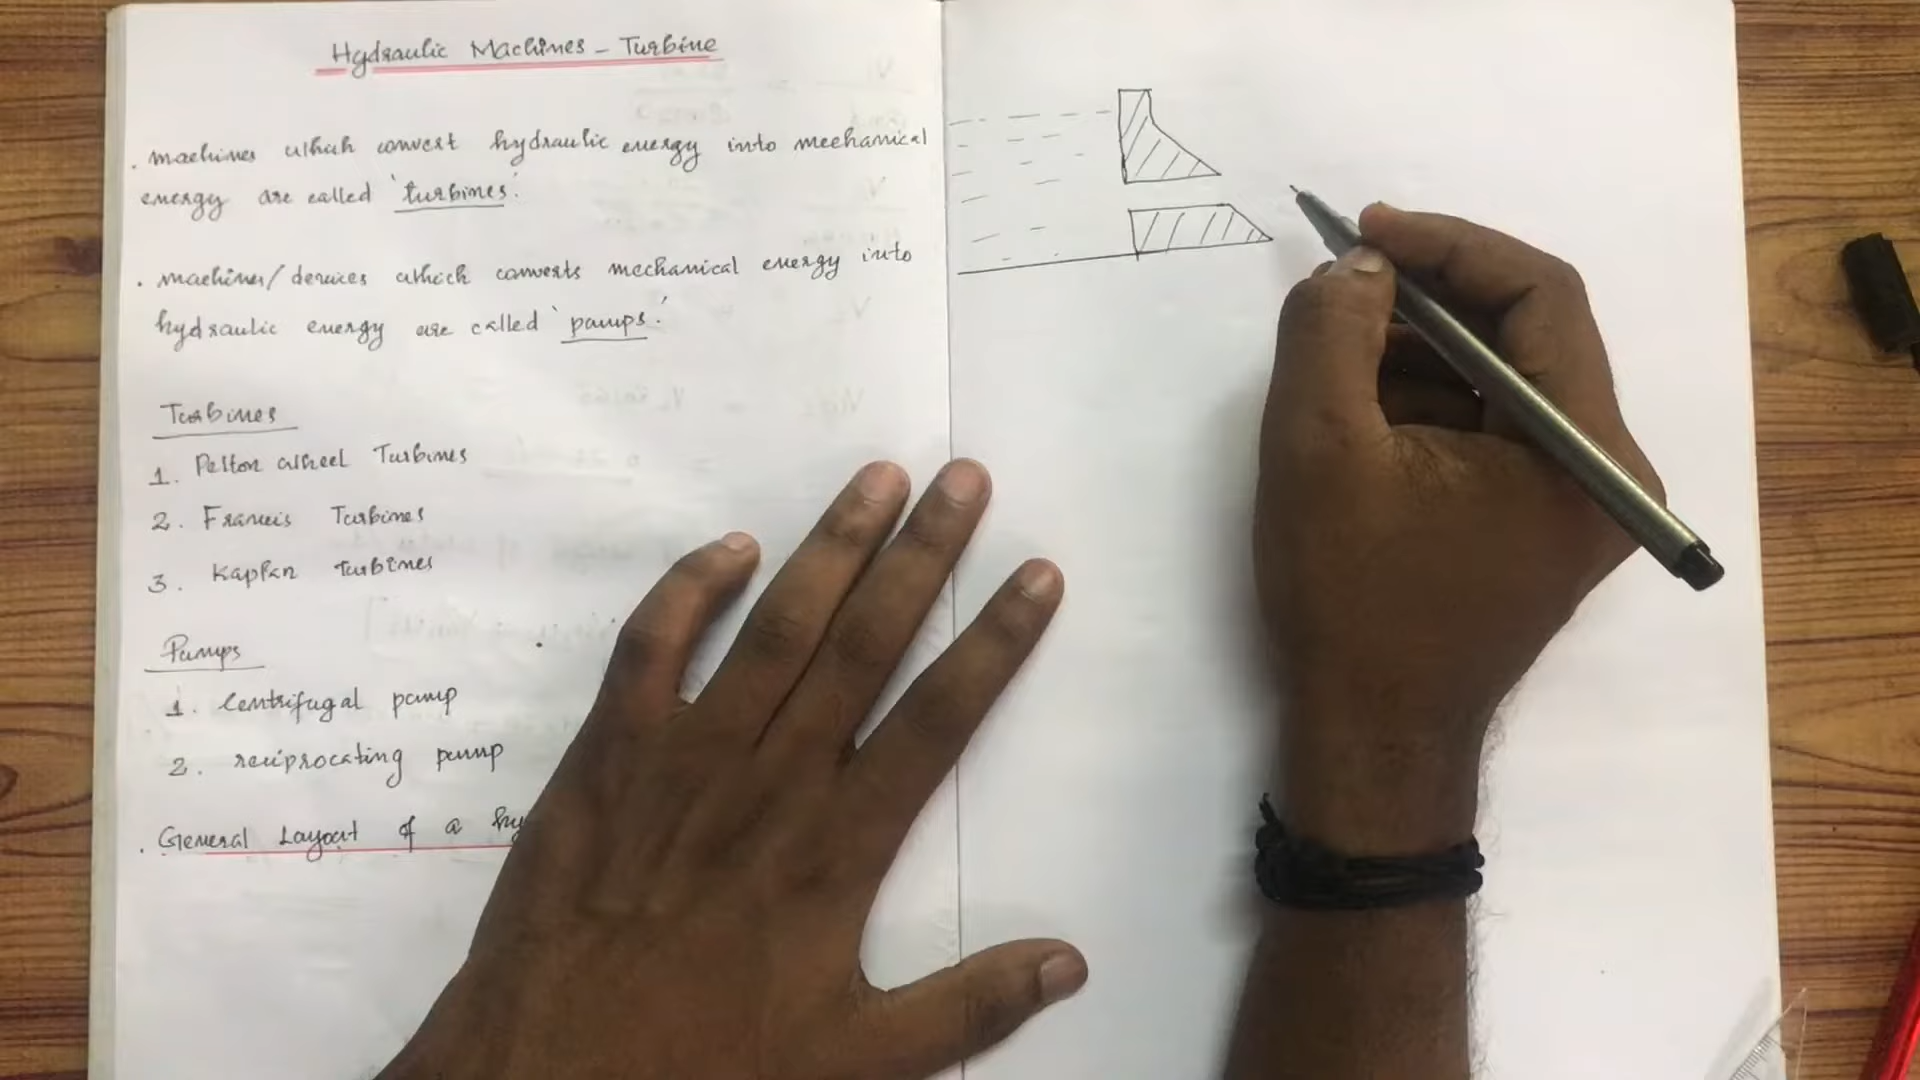 Hydraulic Machines - Turbine
. machines which convert hydraulic energy into mechanical
energy are called 'turbines'.
. machines/devices which converts mechanical energy into
hydraulic energy are called 'pumps'.
Turbines
1. Pelton wheel Turbines
2. Francis Turbines
3. Kaplan turbines
Pumps
1. Centrifugal pump
2. reciprocating pump
. General Layout of a hy